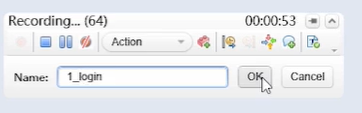 Recording... (64) 00:00:53
Action
Name: 1_login OK Cancel